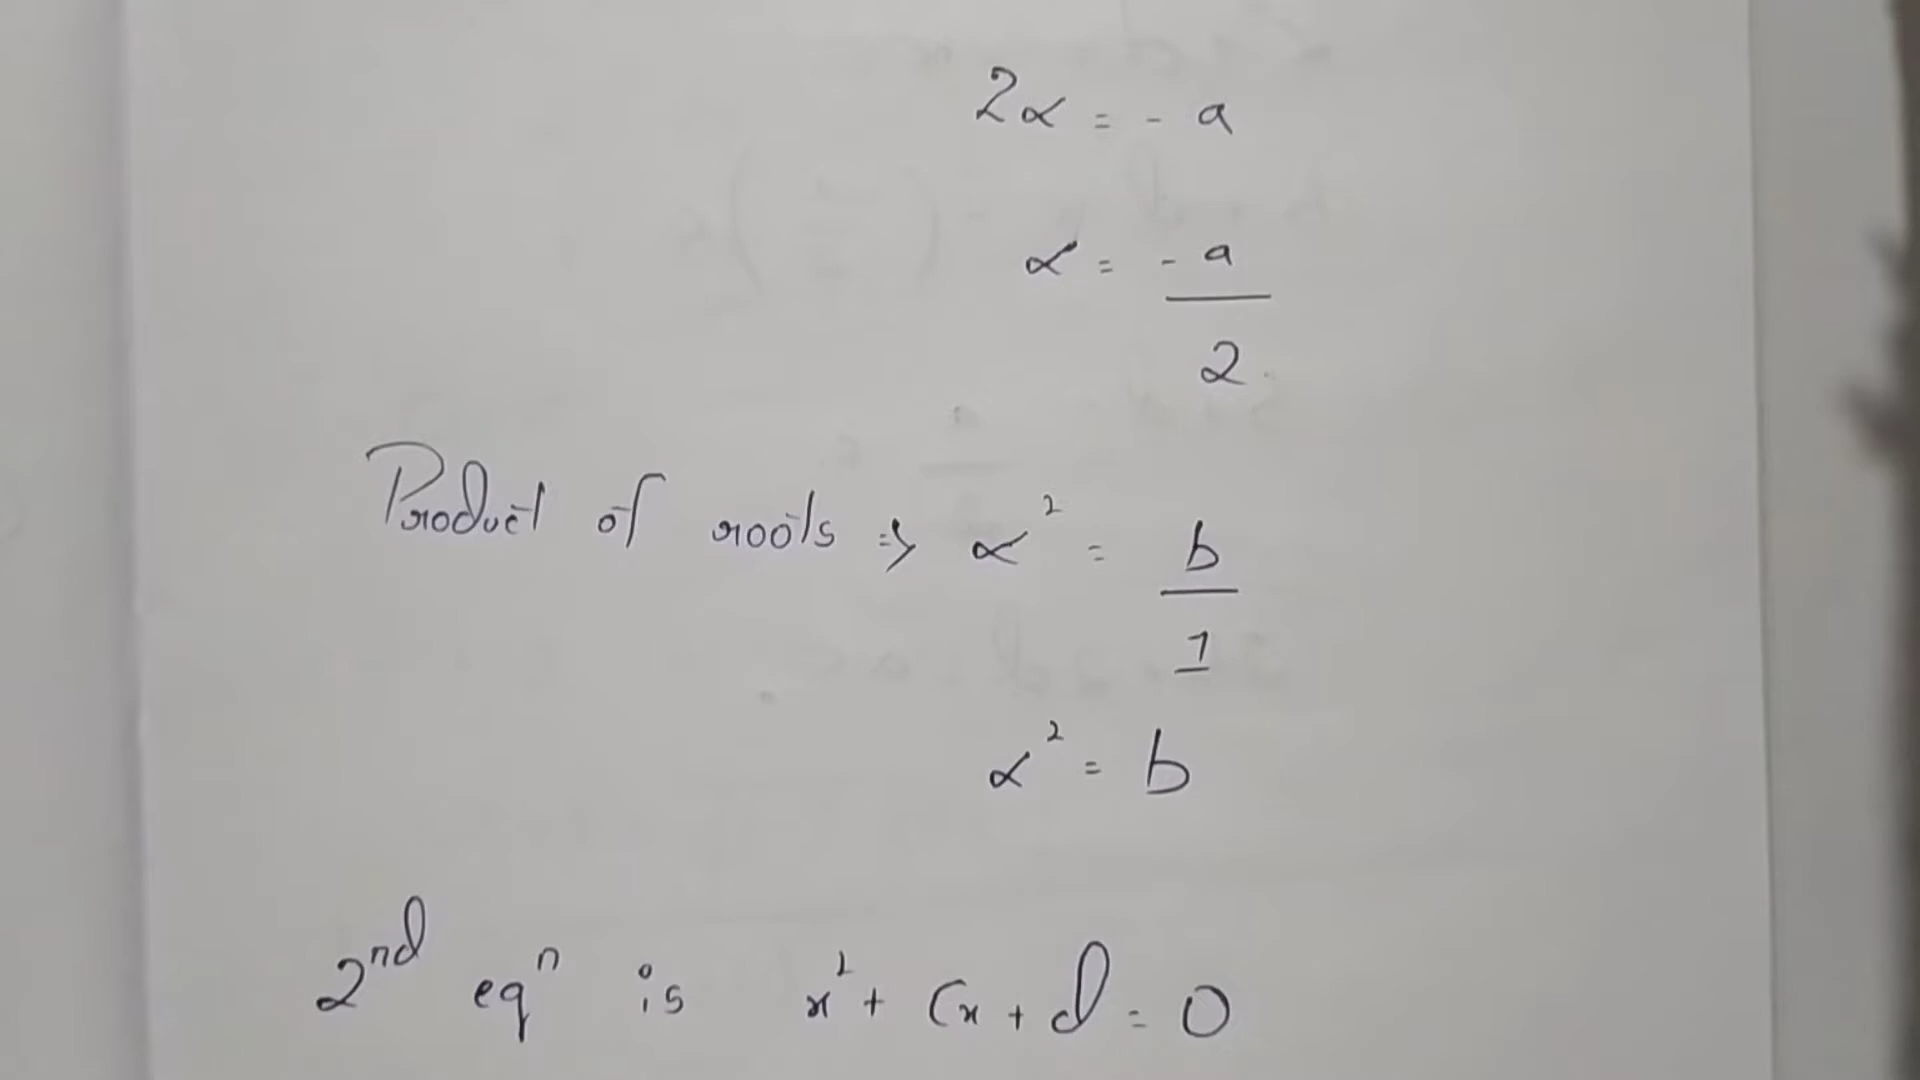 2α = - a
α = - a / 2
Product of roots ⇒ α² = b / 1
α² = b
2nd eqn is x² + Cx + d = 0